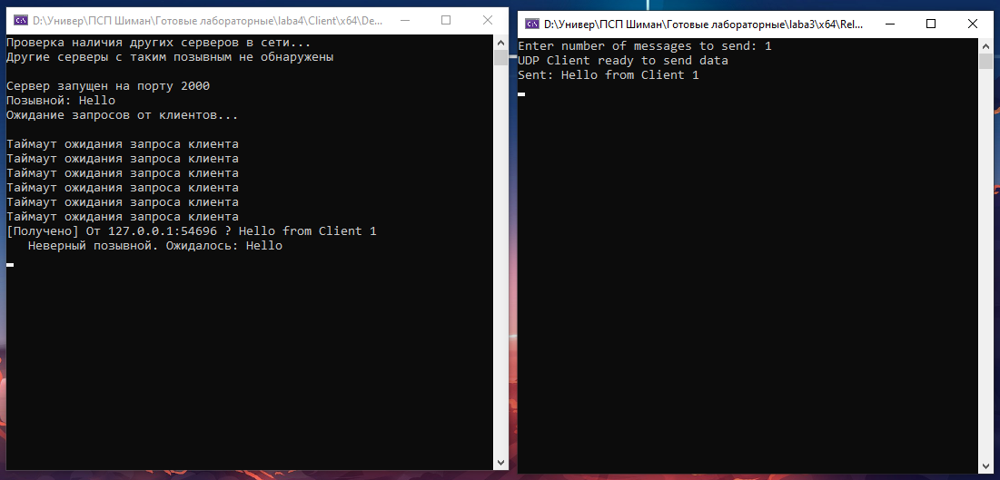 D:\Универ\ПСП Шиман\Готовые лабораторные\laba4\Client\x64\De...
Проверка наличия других серверов в сети...
Другие серверы с таким позывным не обнаружены
Сервер запущен на порту 2000
Позывной: Hello
Ожидание запросов от клиентов...
Таймаут ожидания запроса клиента
Таймаут ожидания запроса клиента
Таймаут ожидания запроса клиента
Таймаут ожидания запроса клиента
Таймаут ожидания запроса клиента
Таймаут ожидания запроса клиента
[Получено] От 127.0.0.1:54696 ? Hello from Client 1
Неверный позывной. Ожидалось: Hello
D:\Универ\ПСП Шиман\Готовые лабораторные\laba3\x64\Rel...
Enter number of messages to send: 1
UDP Client ready to send data
Sent: Hello from Client 1